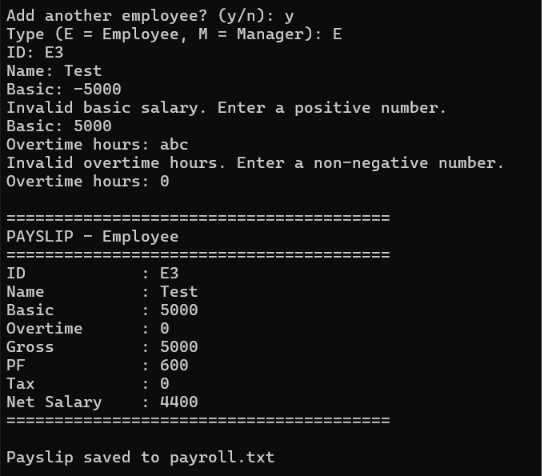 Add another employee? (y/n): y
Type (E = Employee, M = Manager): E
ID: E3
Name: Test
Basic: -5000
Invalid basic salary. Enter a positive number.
Basic: 5000
Overtime hours: abc
Invalid overtime hours. Enter a non-negative number.
Overtime hours: 0

========================================
PAYSLIP - Employee
========================================
ID            : E3
Name          : Test
Basic         : 5000
Overtime      : 0
Gross         : 5000
PF            : 600
Tax           : 0
Net Salary    : 4400
========================================

Payslip saved to payroll.txt